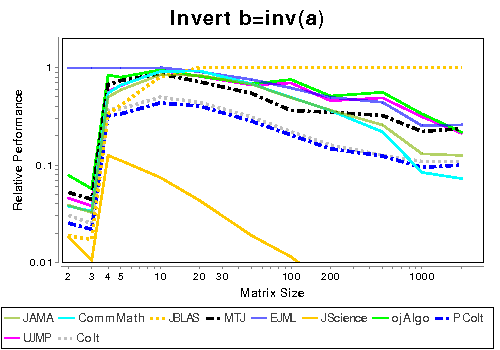 Invert b=inv(a)
Relative Performance
1
0.1
0.01
2 3 4 5 10 20 30 100 200 1000
Matrix Size
JAMA CommMath JBLAS MTJ EJML JScience ojAlgo PColt
UJMP Colt